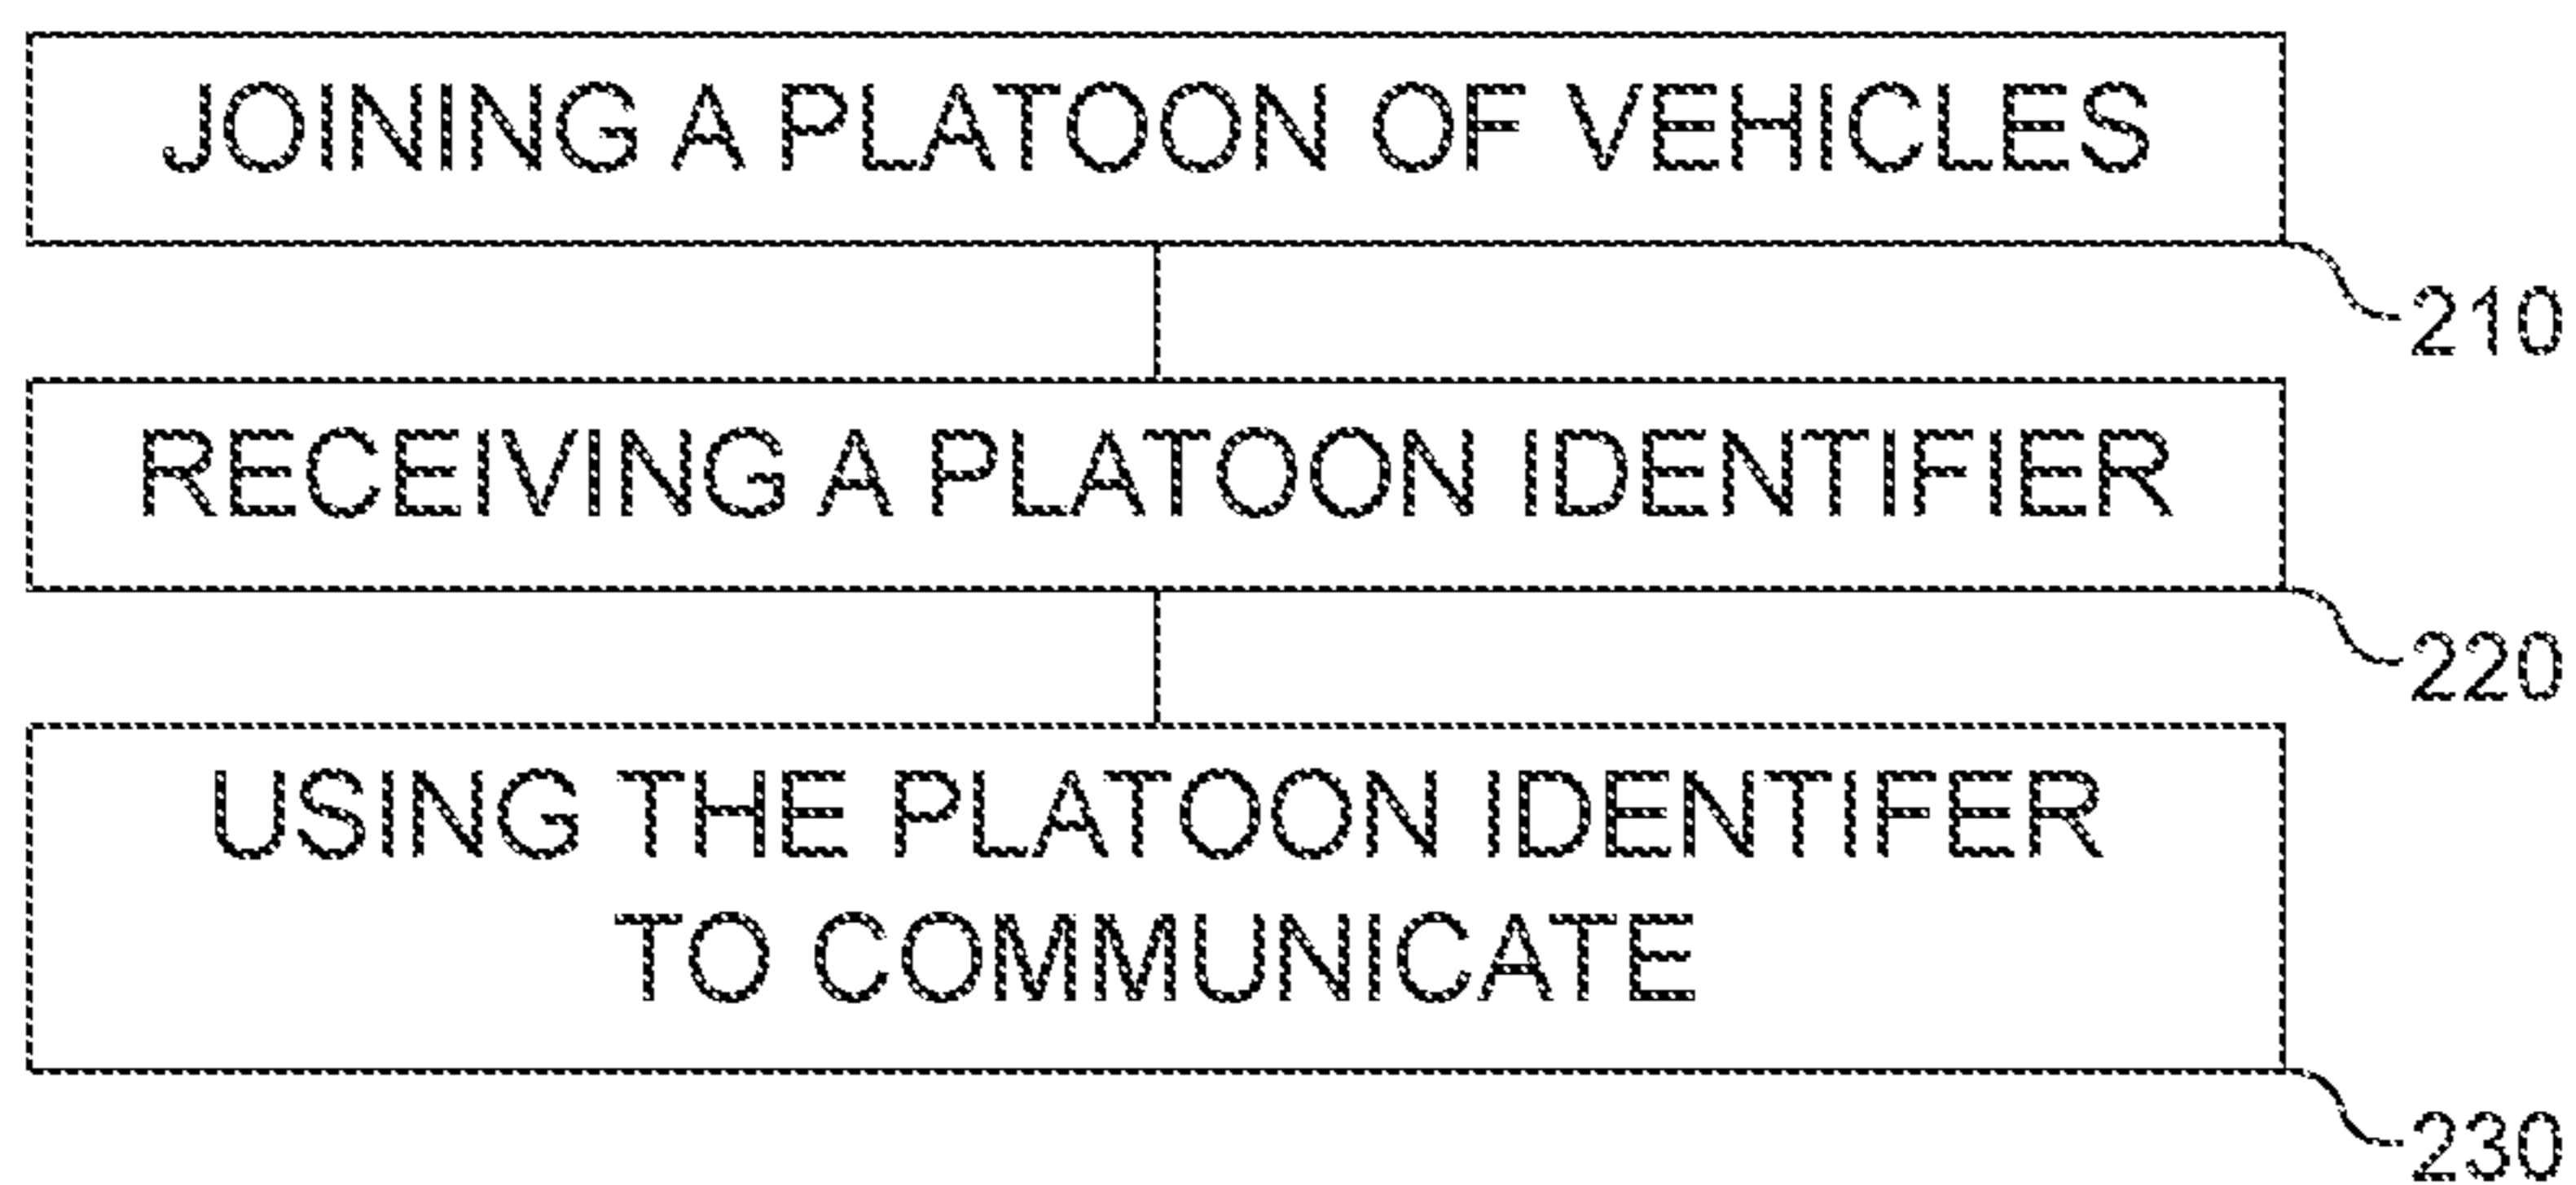 JOINING A PLATOON OF VEHICLES
210
RECEIVING A PLATOON IDENTIFIER
220
USING THE PLATOON IDENTIFER
TO COMMUNICATE
230